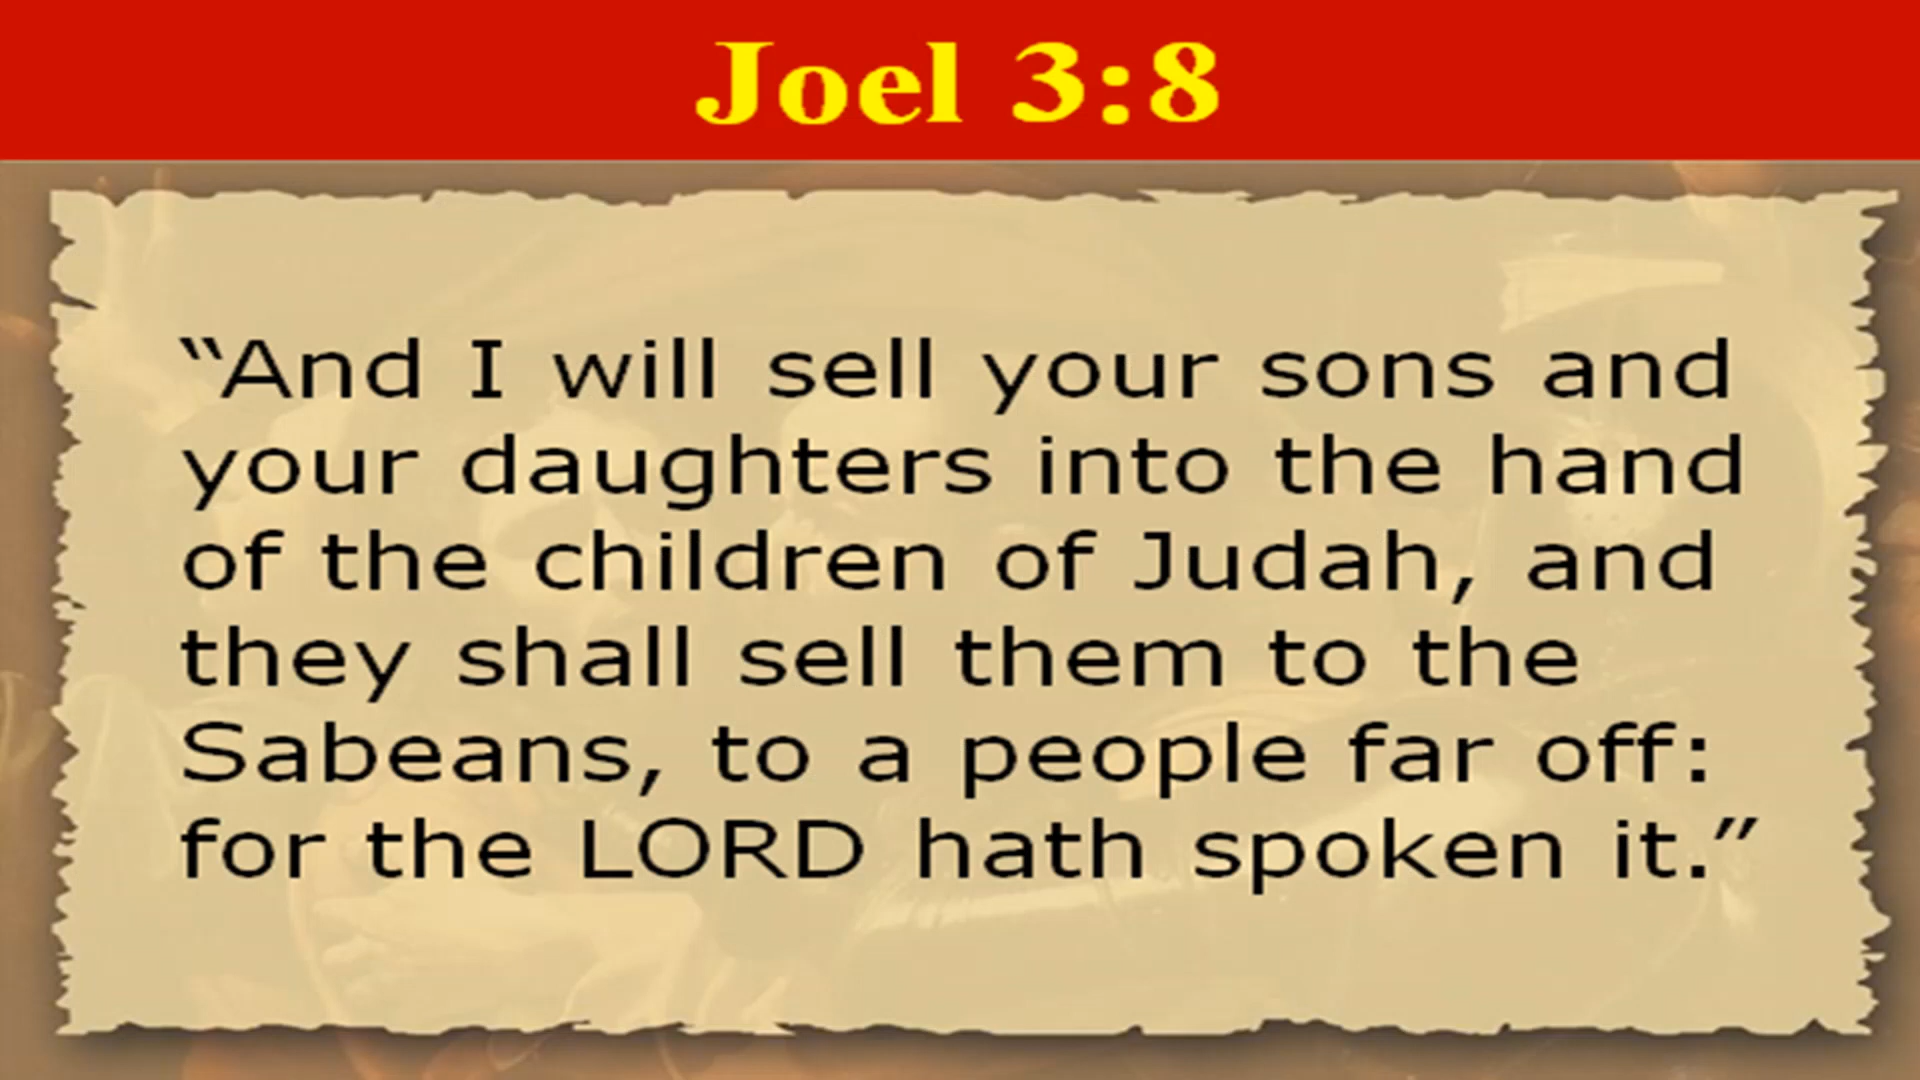 Joel 3:8
“And I will sell your sons and
your daughters into the hand
of the children of Judah, and
they shall sell them to the
Sabeans, to a people far off:
for the LORD hath spoken it.”